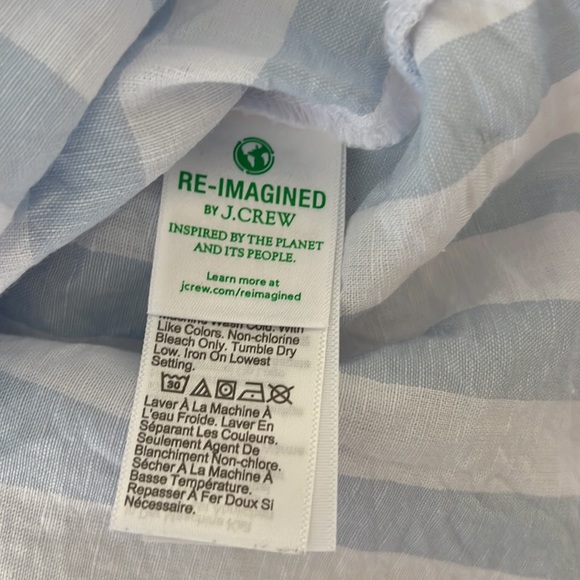 RE-IMAGINED
BY J.CREW
INSPIRED BY THE PLANET
AND ITS PEOPLE.
Learn more at
jcrew.com/reimagined
Machine Wash Cold. With
Like Colors. Non-chlorine
Bleach Only. Tumble Dry
Low. Iron On Lowest
Setting.
30
Laver À La Machine À
L'eau Froide. Laver En
Séparant Les Couleurs.
Seulement Agent De
Blanchiment Non-chlore.
Sécher À La Machine À
Basse Température.
Repasser À Fer Doux Si
Nécessaire.